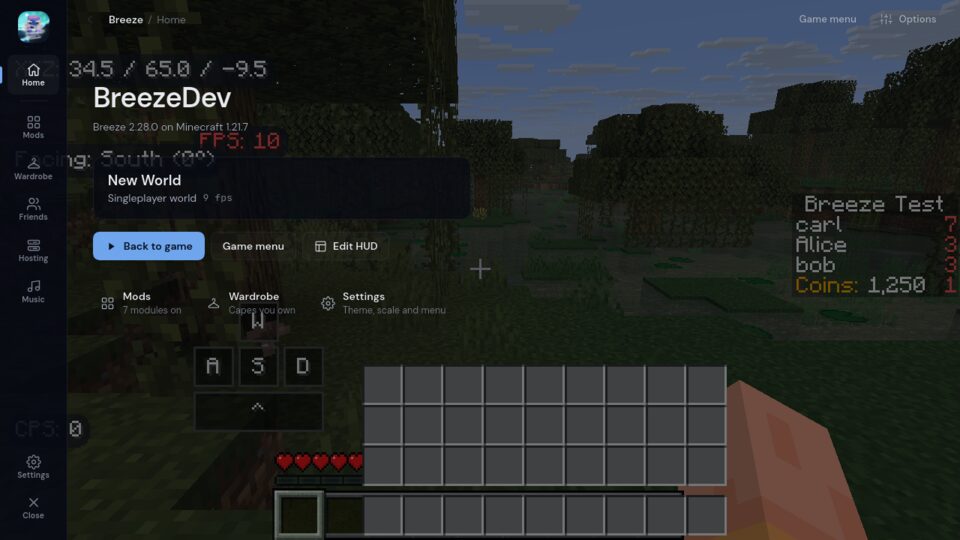 Breeze / Home
Game menu
Options
34.5 / 65.0 / -9.5
Home
BreezeDev
Breeze 2.28.0 on Minecraft 1.21.7
Mods
FPS: 10
Facing: South (0°)
Wardrobe
New World
Singleplayer world 9 fps
Friends
Breeze Test
carl 7
Alice 3
bob 3
Coins: 1,250 1
Hosting
Back to game
Game menu
Edit HUD
Music
Mods
7 modules on
Wardrobe
Capes you own
Settings
Theme, scale and menu
W
A S D
^
CPS: 0
Settings
Close